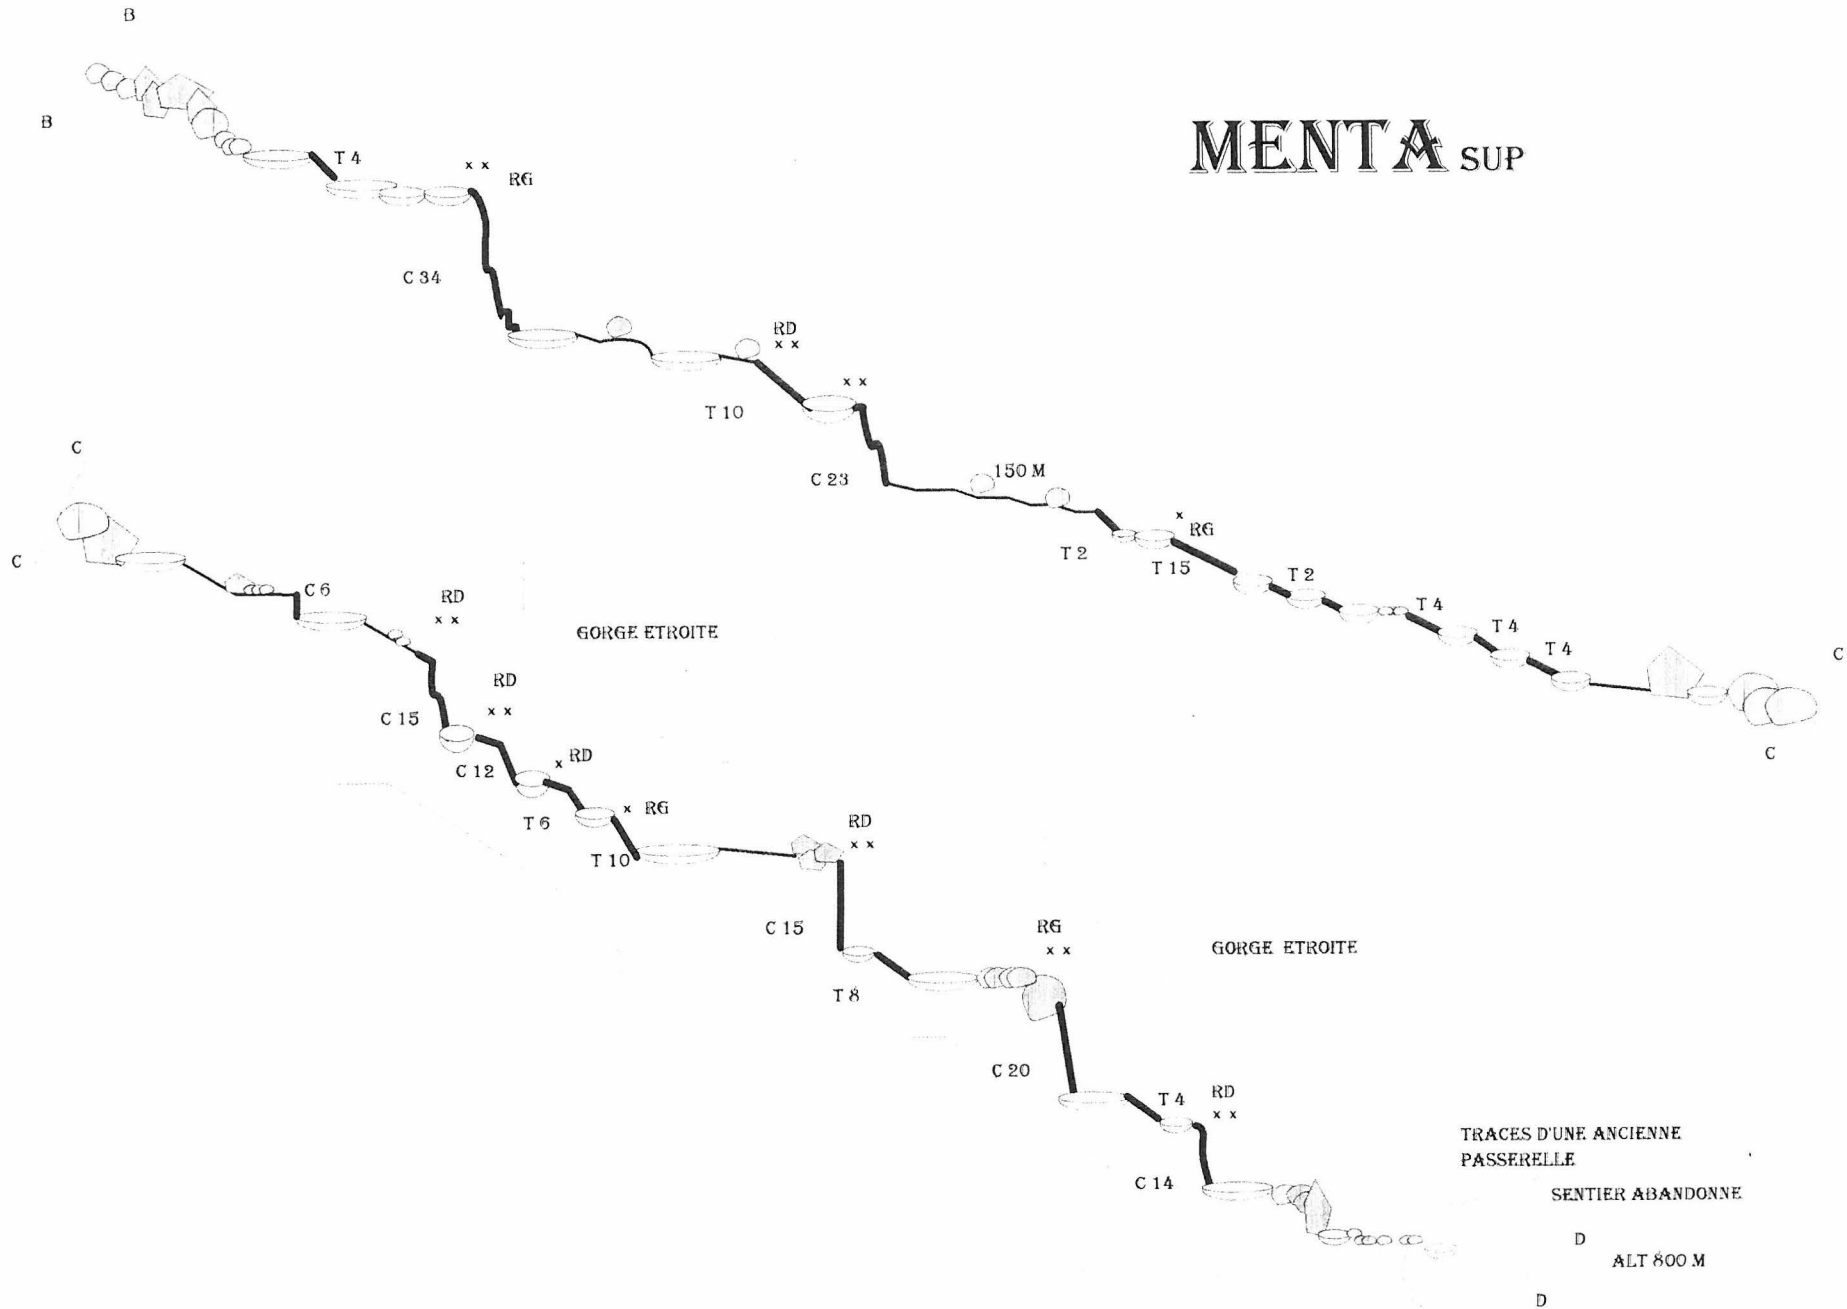 B
B
MENTA SUP
T 4
x x
RG
C 34
RD
x x
x x
T 10
C 23
150 M
x
RG
T 2
T 15
T 2
T 4
T 4
T 4
C
C
C
C
C 6
RD
x x
GORGE ETROITE
RD
x x
C 15
C 12
x RD
T 6
x RG
T 10
RD
x x
C 15
RG
x x
GORGE ETROITE
T 8
C 20
T 4
RD
x x
C 14
TRACES D'UNE ANCIENNE
PASSERELLE
SENTIER ABANDONNE
D
ALT 800 M
D